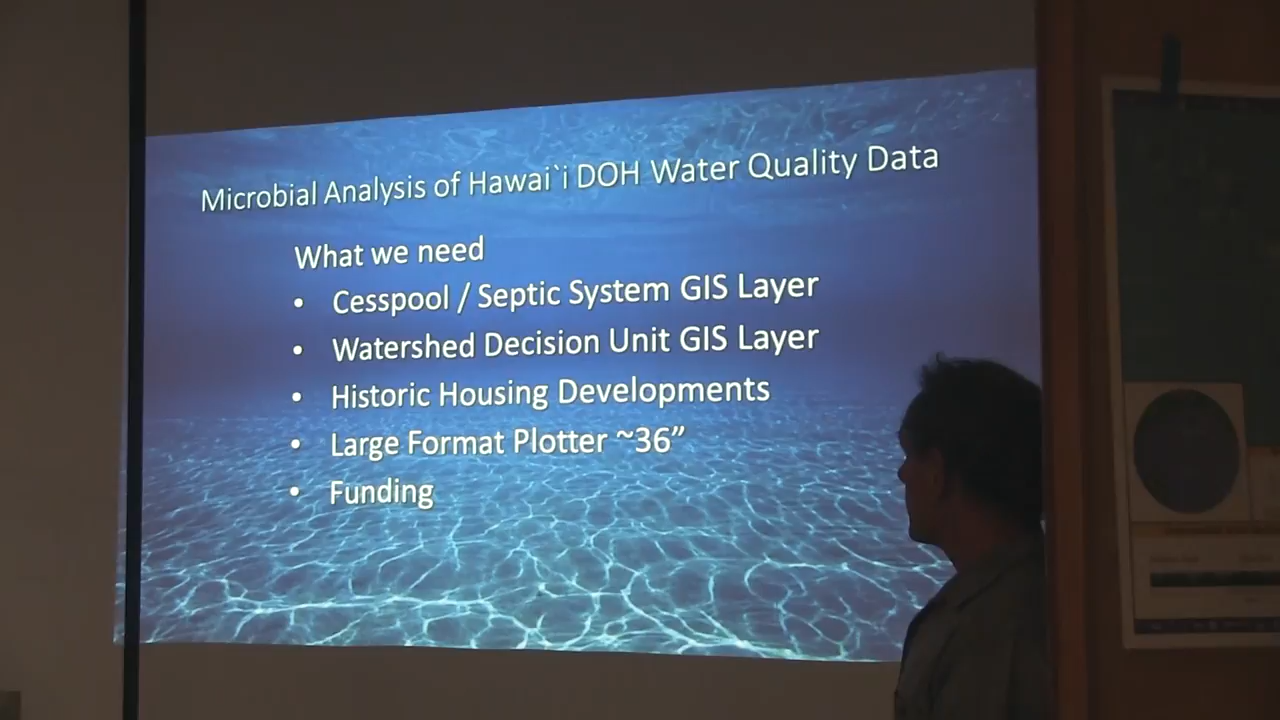 Microbial Analysis of Hawai`i DOH Water Quality Data
What we need
• Cesspool / Septic System GIS Layer
• Watershed Decision Unit GIS Layer
• Historic Housing Developments
• Large Format Plotter ~36”
• Funding